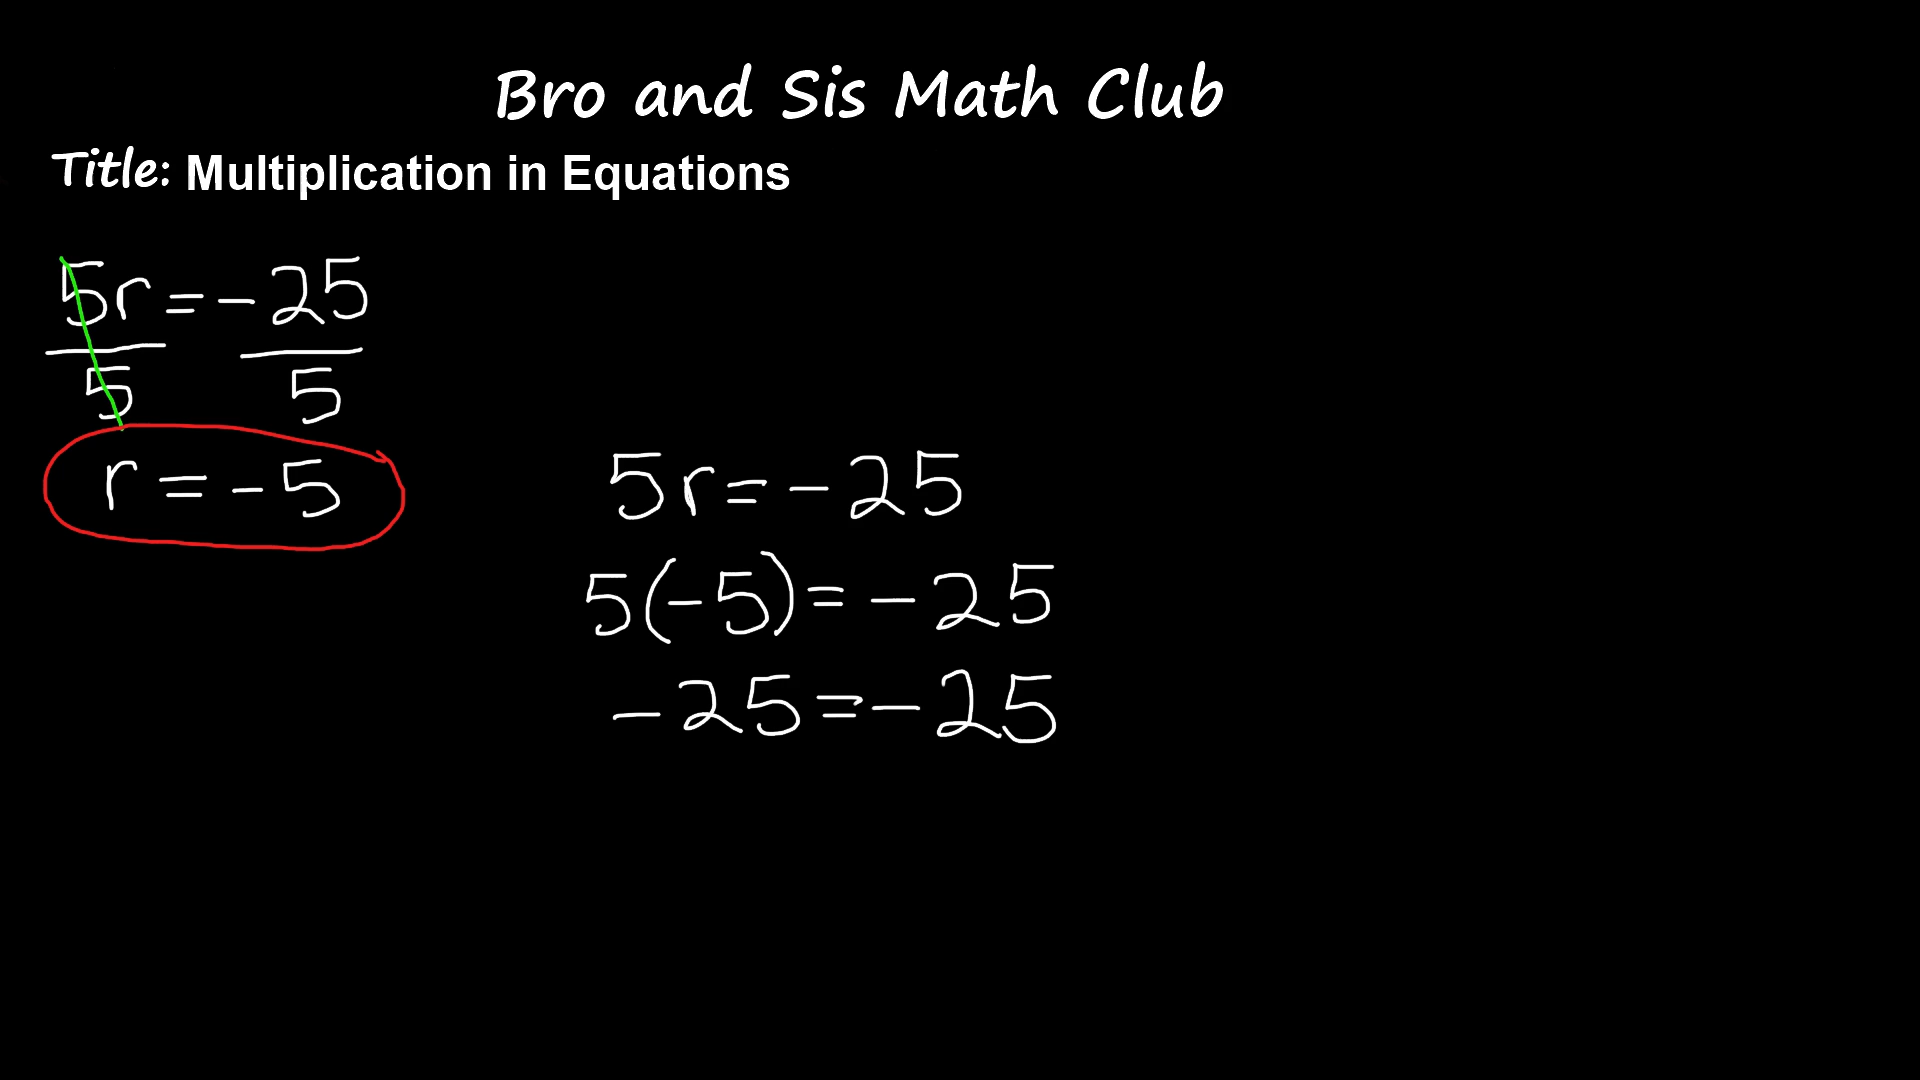 Bro and Sis Math Club
Title: Multiplication in Equations
5r=-25
5 5
r=-5
5r=-25
5(-5)=-25
-25=-25